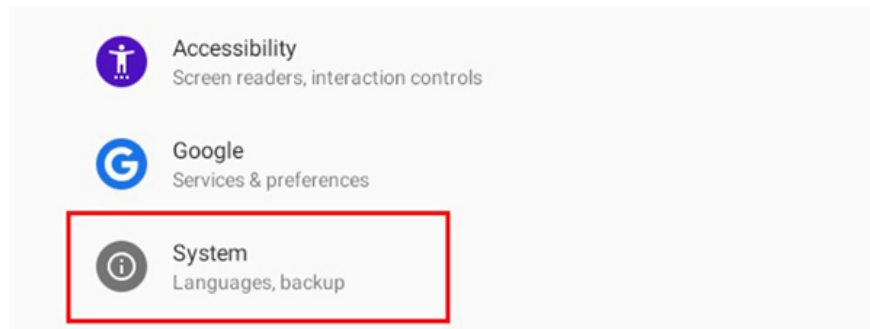 Accessibility
Screen readers, interaction controls
Google
Services & preferences
System
Languages, backup